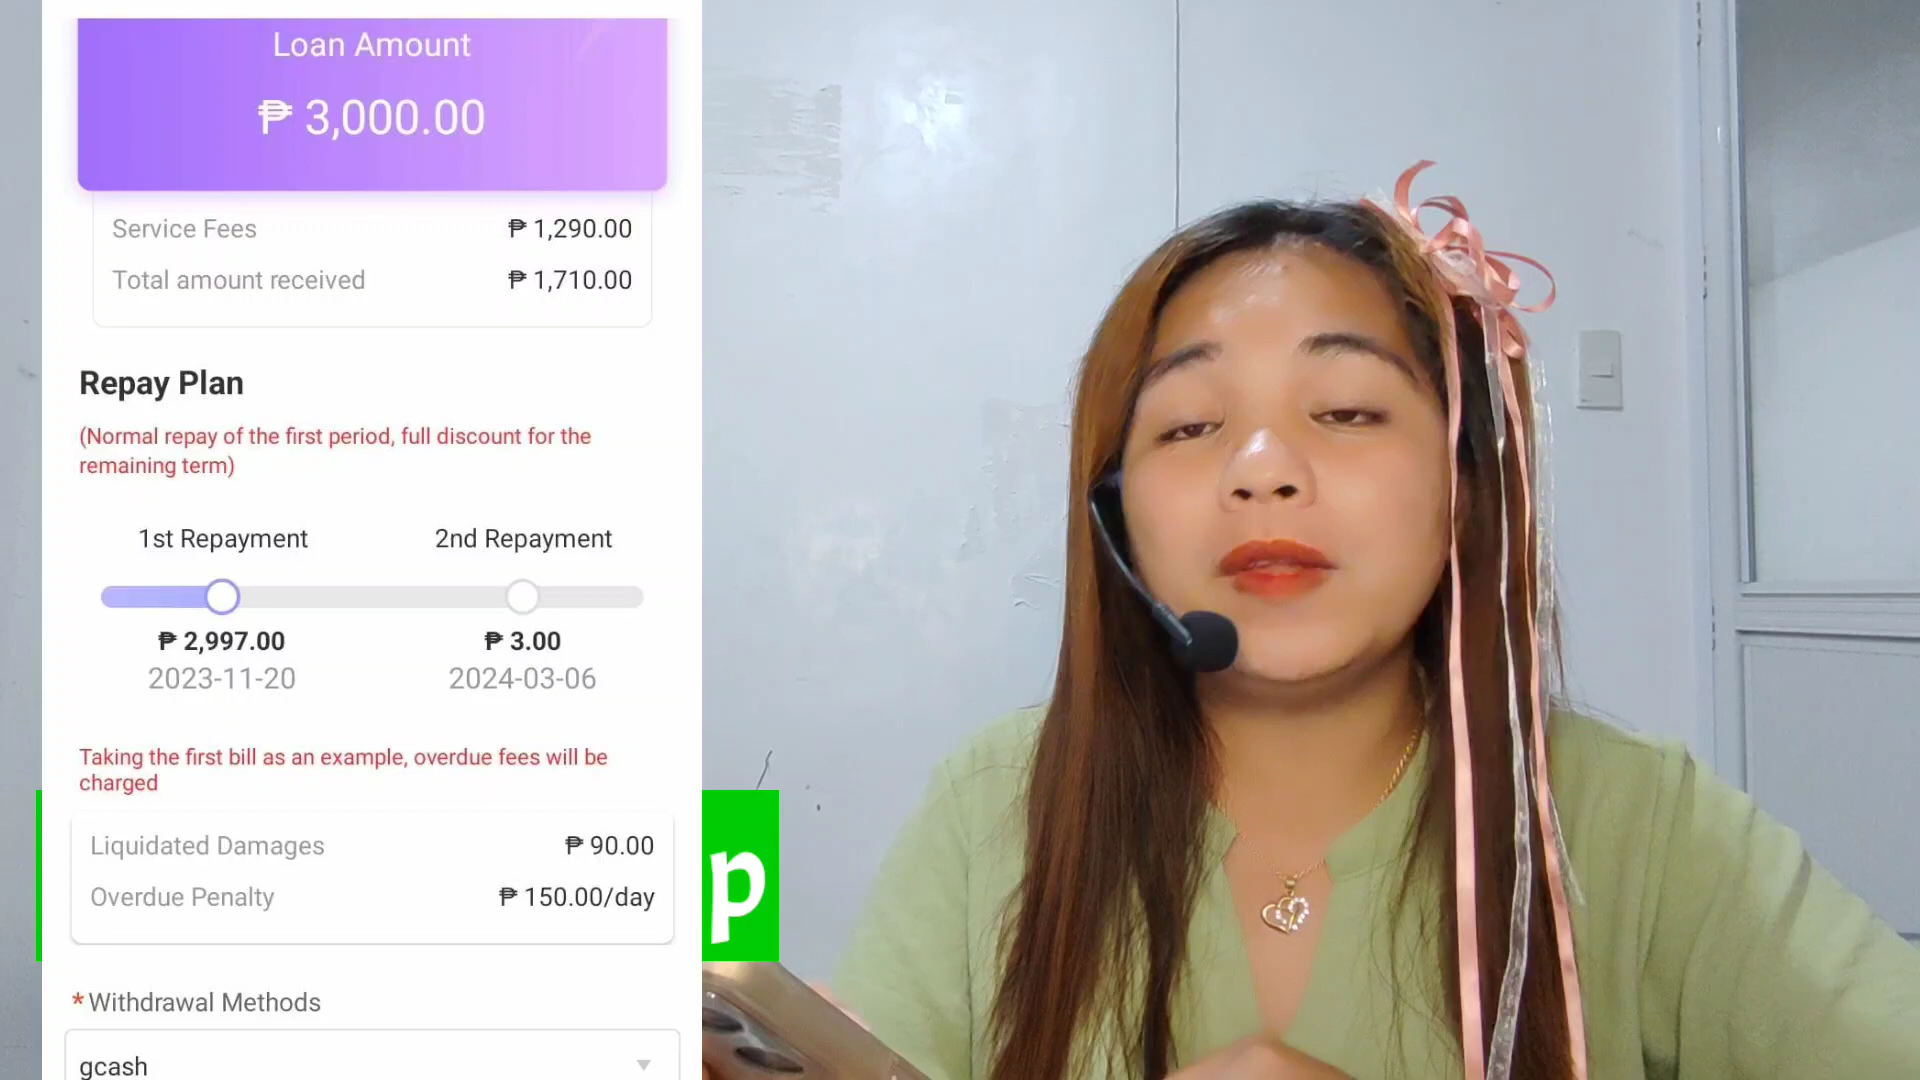 Loan Amount
₱ 3,000.00
Service Fees ₱ 1,290.00
Total amount received ₱ 1,710.00
Repay Plan
(Normal repay of the first period, full discount for the
remaining term)
1st Repayment 2nd Repayment
₱ 2,997.00 ₱ 3.00
2023-11-20 2024-03-06
Taking the first bill as an example, overdue fees will be
charged
Liquidated Damages ₱ 90.00
Overdue Penalty ₱ 150.00/day
p
*Withdrawal Methods
gcash